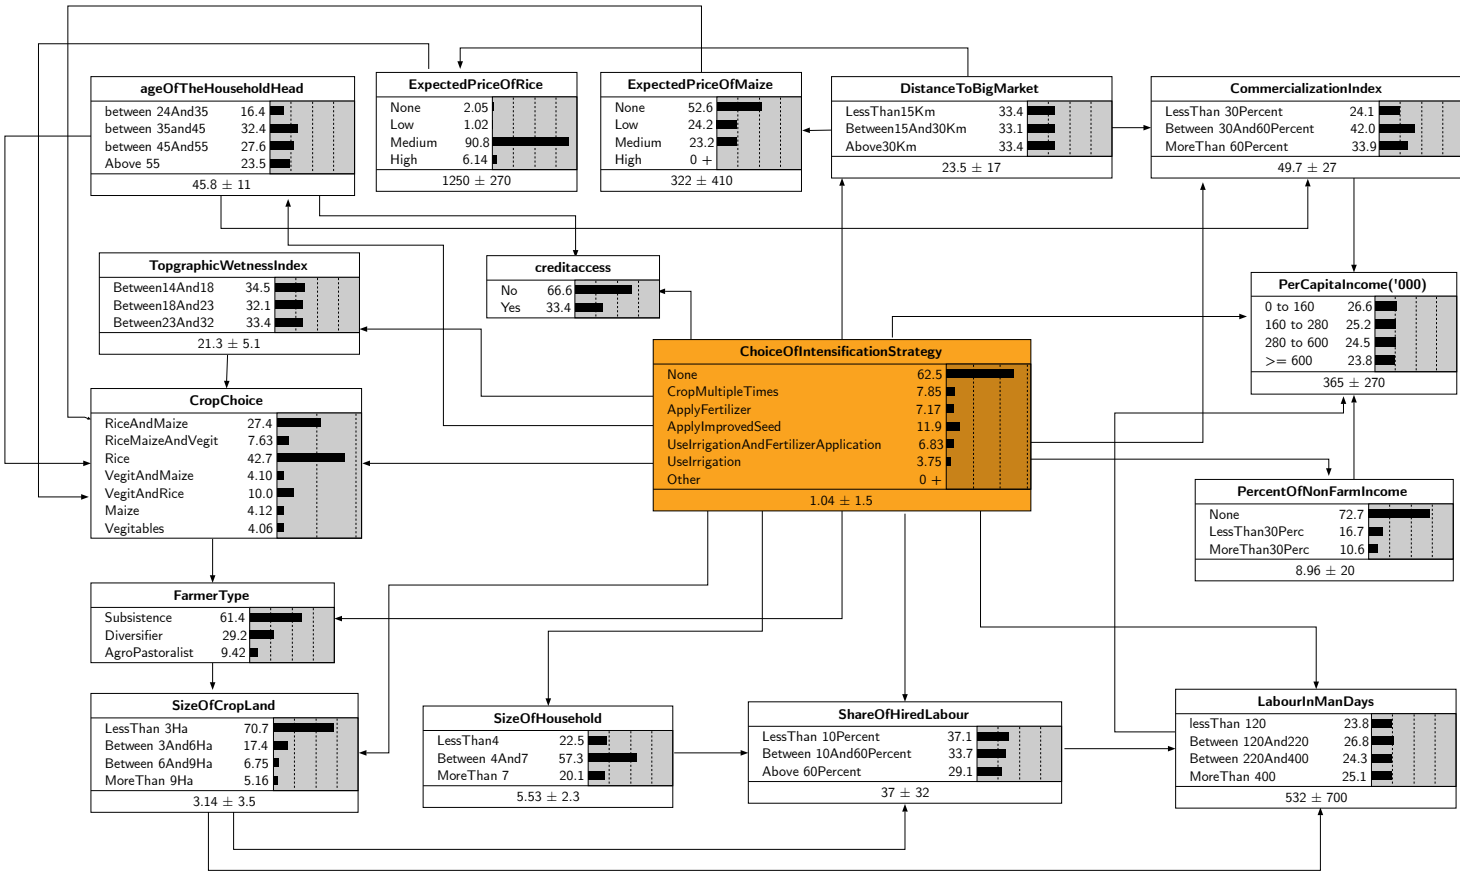 ageOfTheHouseholdHead
between 24And35 16.4
between 35and45 32.4
between 45And55 27.6
Above 55 23.5
45.8 ± 11
ExpectedPriceOfRice
None 2.05
Low 1.02
Medium 90.8
High 6.14
1250 ± 270
ExpectedPriceOfMaize
None 52.6
Low 24.2
Medium 23.2
High 0 +
322 ± 410
DistanceToBigMarket
LessThan15Km 33.4
Between15And30Km 33.1
Above30Km 33.4
23.5 ± 17
CommercializationIndex
LessThan 30Percent 24.1
Between 30And60Percent 42.0
MoreThan 60Percent 33.9
49.7 ± 27
TopgraphicWetnessIndex
Between14And18 34.5
Between18And23 32.1
Between23And32 33.4
21.3 ± 5.1
creditaccess
No 66.6
Yes 33.4
PerCapitaIncome('000)
0 to 160 26.6
160 to 280 25.2
280 to 600 24.5
>= 600 23.8
365 ± 270
ChoiceOfIntensificationStrategy
None 62.5
CropMultipleTimes 7.85
ApplyFertilizer 7.17
ApplyImprovedSeed 11.9
UseIrrigationAndFertilizerApplication 6.83
UseIrrigation 3.75
Other 0 +
1.04 ± 1.5
CropChoice
RiceAndMaize 27.4
RiceMaizeAndVegit 7.63
Rice 42.7
VegitAndMaize 4.10
VegitAndRice 10.0
Maize 4.12
Vegitables 4.06
PercentOfNonFarmIncome
None 72.7
LessThan30Perc 16.7
MoreThan30Perc 10.6
8.96 ± 20
FarmerType
Subsistence 61.4
Diversifier 29.2
AgroPastoralist 9.42
SizeOfCropLand
LessThan 3Ha 70.7
Between 3And6Ha 17.4
Between 6And9Ha 6.75
MoreThan 9Ha 5.16
3.14 ± 3.5
SizeOfHousehold
LessThan4 22.5
Between 4And7 57.3
MoreThan 7 20.1
5.53 ± 2.3
ShareOfHiredLabour
LessThan 10Percent 37.1
Between 10And60Percent 33.7
Above 60Percent 29.1
37 ± 32
LabourInManDays
lessThan 120 23.8
Between 120And220 26.8
Between 220And400 24.3
MoreThan 400 25.1
532 ± 700